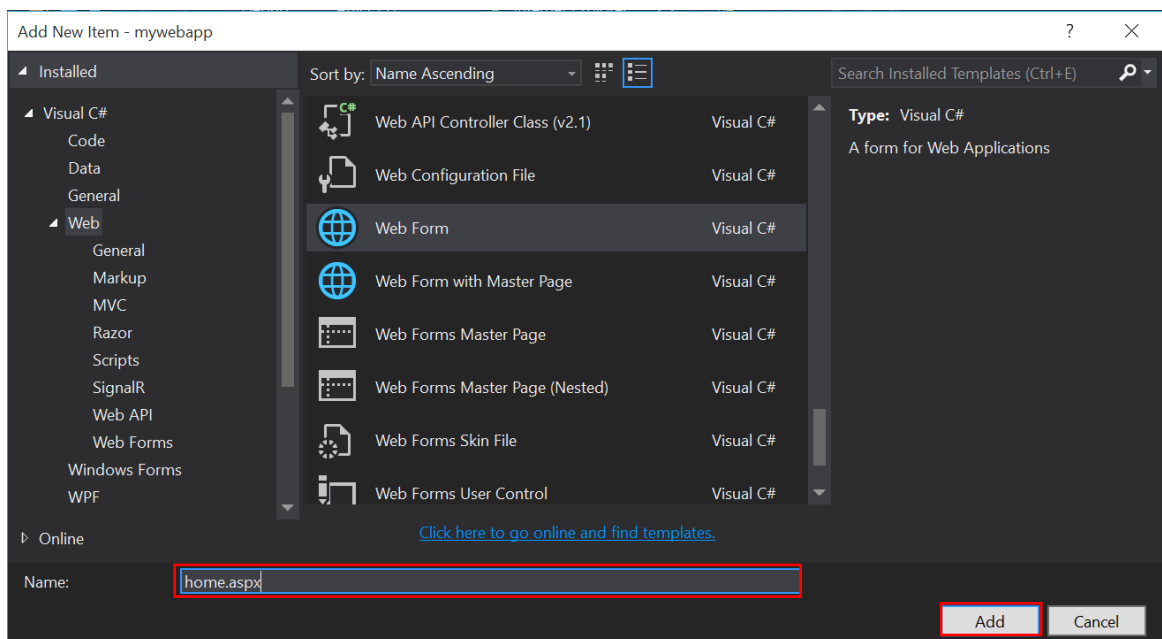 Add New Item - mywebapp
?
Installed
Sort by: Name Ascending
Search Installed Templates (Ctrl+E)
Visual C#
Code
Data
General
Web
General
Markup
MVC
Razor
Scripts
SignalR
Web API
Web Forms
Windows Forms
WPF
Online
C#
Web API Controller Class (v2.1) Visual C#
Web Configuration File Visual C#
Web Form Visual C#
Web Form with Master Page Visual C#
Web Forms Master Page Visual C#
Web Forms Master Page (Nested) Visual C#
Web Forms Skin File Visual C#
Web Forms User Control Visual C#
Click here to go online and find templates.
Type: Visual C#
A form for Web Applications
Name: home.aspx
Add Cancel